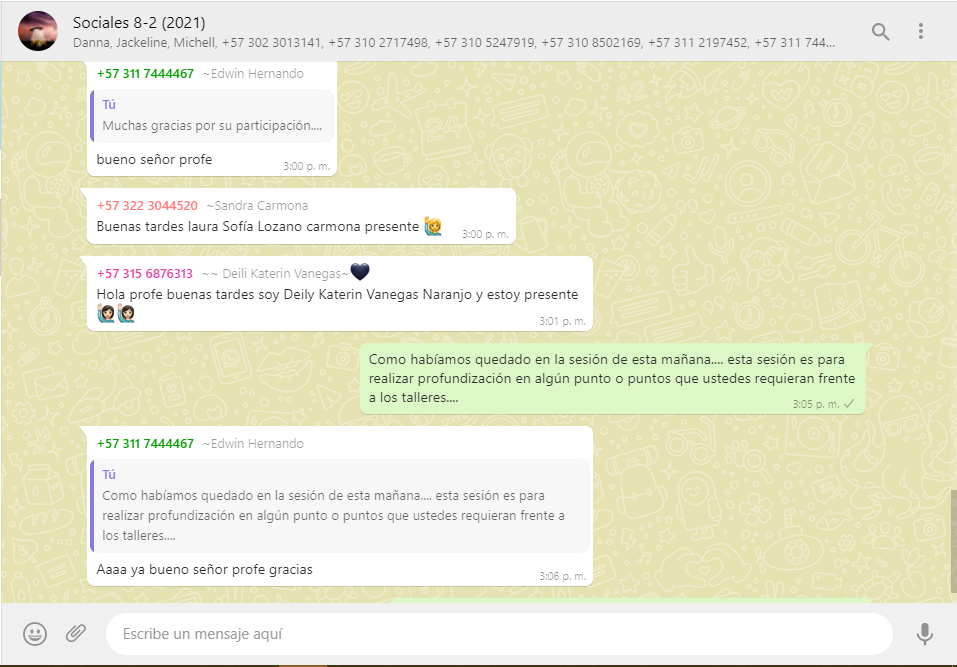 Sociales 8-2 (2021)
Danna, Jackeline, Michell, +57 302 3013141, +57 310 2717498, +57 310 5247919, +57 310 8502169, +57 311 2197452, +57 311 744...
+57 311 7444467 ~Edwin Hernando
Tú
Muchas gracias por su participación....
bueno señor profe
3:00 p. m.
+57 322 3044520 ~Sandra Carmona
Buenas tardes laura Sofía Lozano carmona presente 🙋
3:00 p. m.
+57 315 6876313 ~~ Deili Katerin Vanegas~🖤
Hola profe buenas tardes soy Deily Katerin Vanegas Naranjo y estoy presente
🙋🏻‍♀️🙋🏻‍♀️
3:01 p. m.
Como habíamos quedado en la sesión de esta mañana.... esta sesión es para
realizar profundización en algún punto o puntos que ustedes requieran frente
a los talleres....
3:05 p. m.
+57 311 7444467 ~Edwin Hernando
Tú
Como habíamos quedado en la sesión de esta mañana.... esta sesión es para
realizar profundización en algún punto o puntos que ustedes requieran frente a
los talleres....
Aaaa ya bueno señor profe gracias
3:06 p. m.
Escribe un mensaje aquí